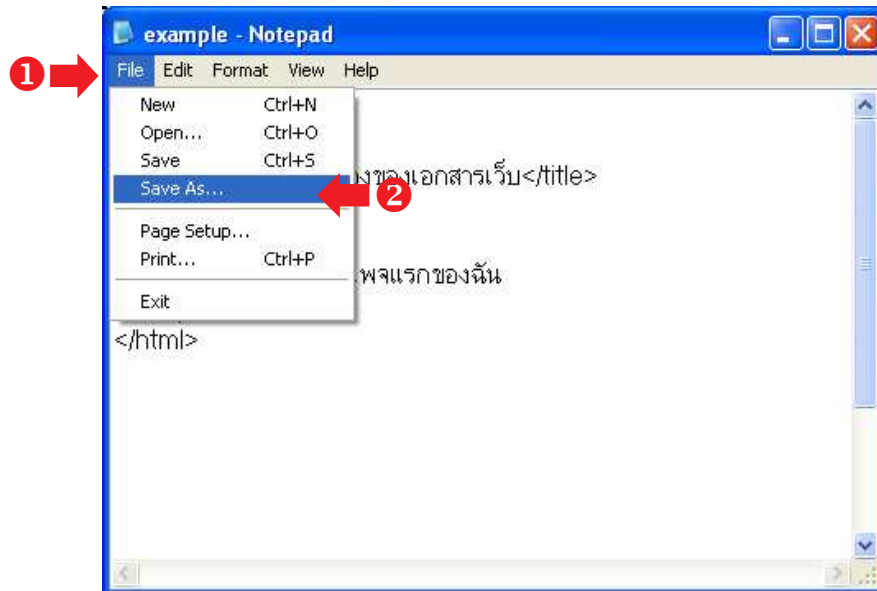 example - Notepad
1
File Edit Format View Help
New Ctrl+N
Open... Ctrl+O
Save Ctrl+S
Save As...
2
Page Setup...
Print... Ctrl+P
Exit
ของเอกสารเว็บ</title>
พจแรกของฉัน
</html>